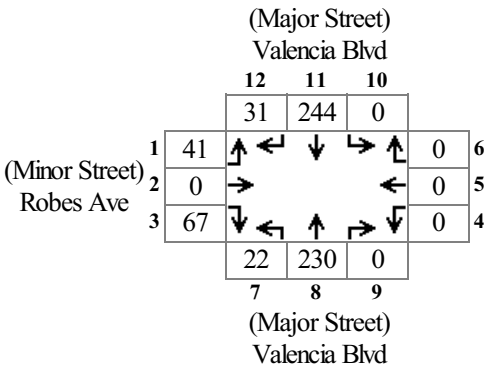 (Major Street)
Valencia Blvd
12 11 10
31 244 0
1 41 0 6
(Minor Street)
2 0 0 5
Robes Ave
3 67 0 4
22 230 0
7 8 9
(Major Street)
Valencia Blvd